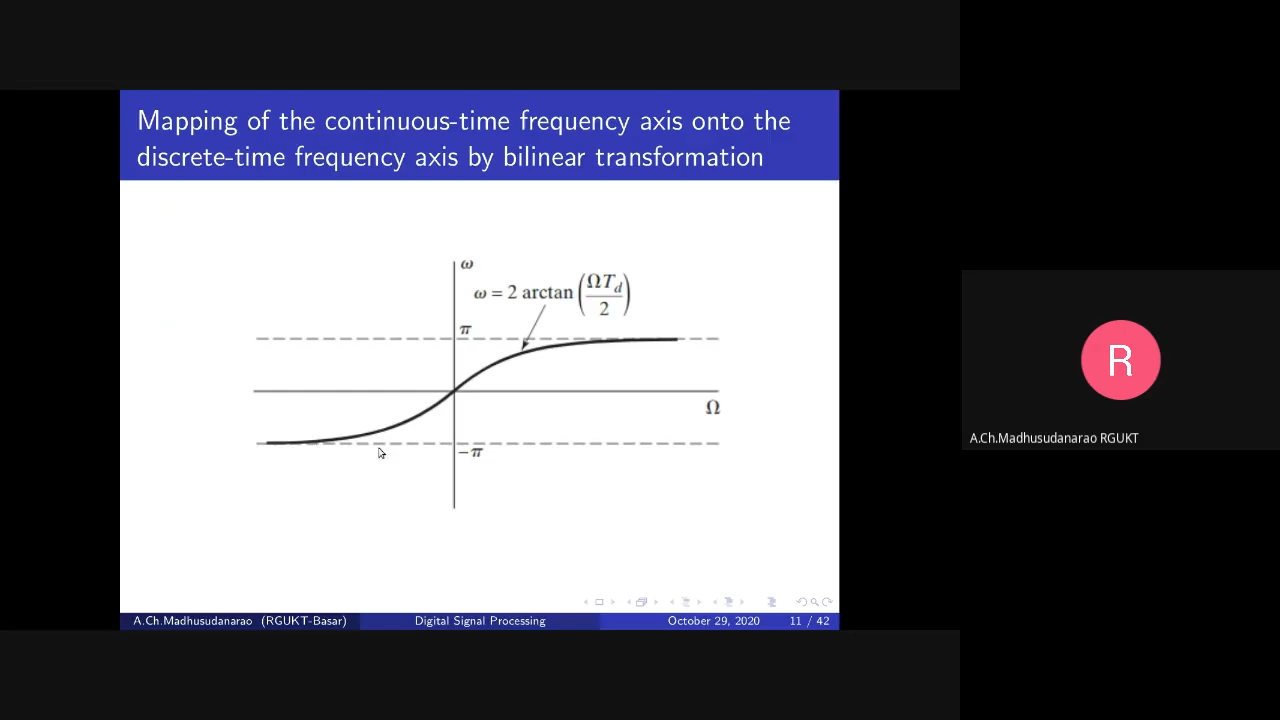 Mapping of the continuous-time frequency axis onto the
discrete-time frequency axis by bilinear transformation
ω
ω = 2 arctan (ΩT_d/2)
π
Ω
−π
R
A.Ch.Madhusudanarao RGUKT
A.Ch.Madhusudanarao (RGUKT-Basar) Digital Signal Processing October 29, 2020 11 / 42